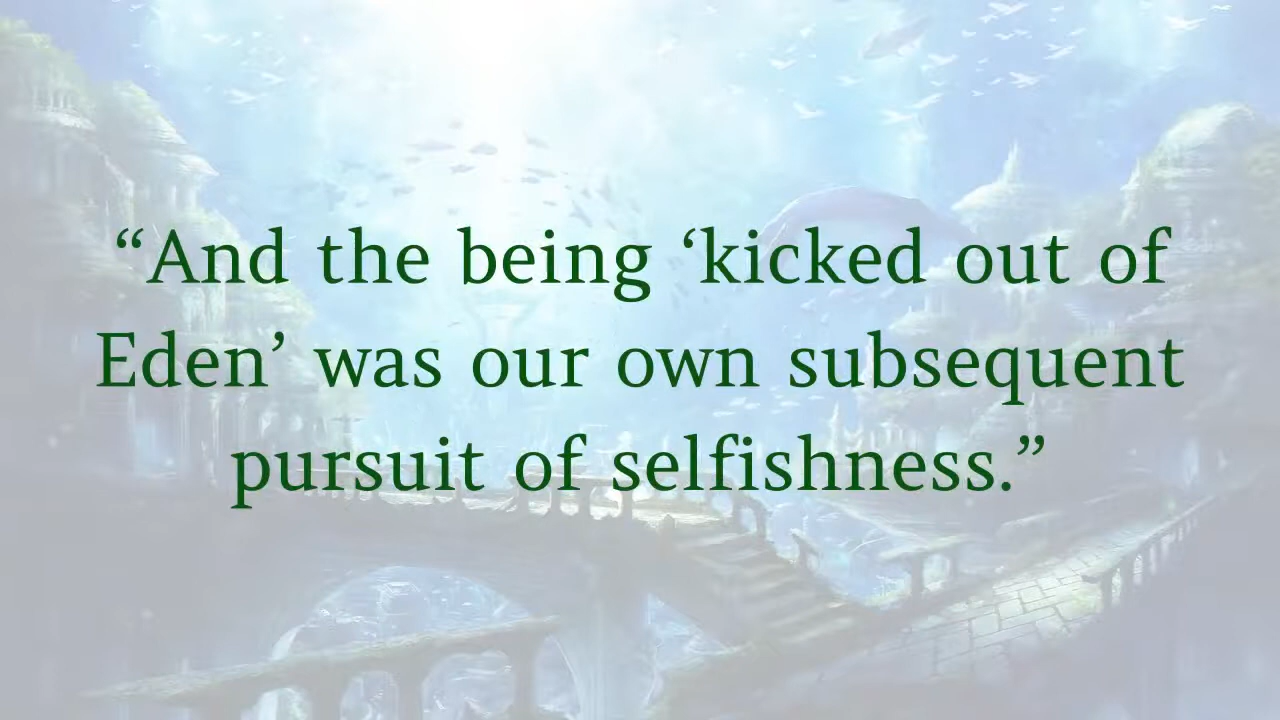 “And the being ‘kicked out of
Eden’ was our own subsequent
pursuit of selfishness.”